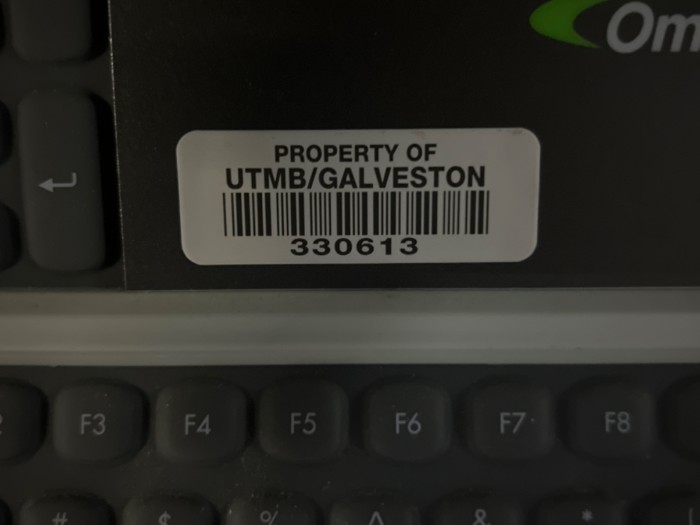 Om
PROPERTY OF
UTMB/GALVESTON
330613
F3 F4 F5 F6 F7 F8
# ¢ % ^ & *